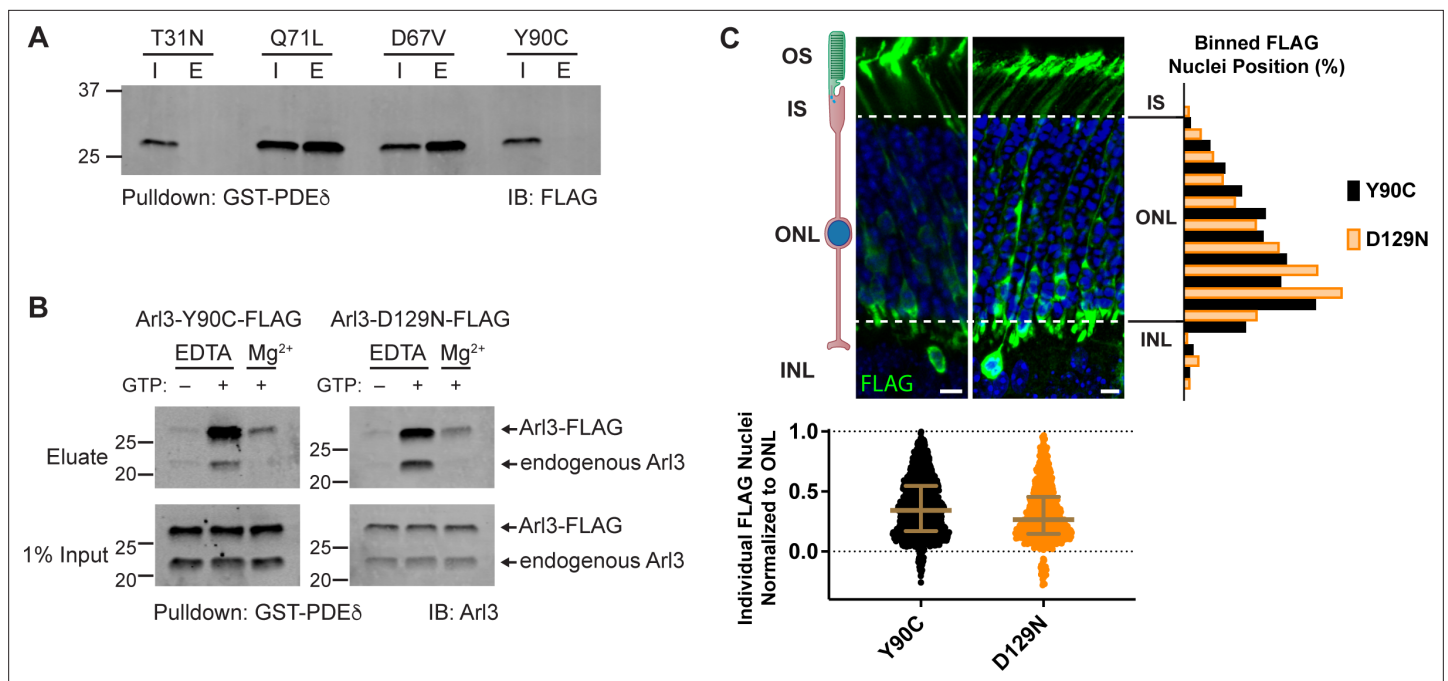 A
T31N Q71L D67V Y90C
I E I E I E I E
37
25
Pulldown: GST-PDEδ IB: FLAG
B
Arl3-Y90C-FLAG Arl3-D129N-FLAG
EDTA Mg²⁺ EDTA Mg²⁺
GTP: – + + – + +
Eluate
25
20
25
20
←Arl3-FLAG
←endogenous Arl3
1% Input
25
20
25
20
←Arl3-FLAG
←endogenous Arl3
Pulldown: GST-PDEδ IB: Arl3
C
OS
IS
ONL
INL
FLAG
Binned FLAG
Nuclei Position (%)
IS
ONL
INL
Y90C
D129N
Individual FLAG Nuclei
Normalized to ONL
1.0
0.5
0.0
Y90C
D129N